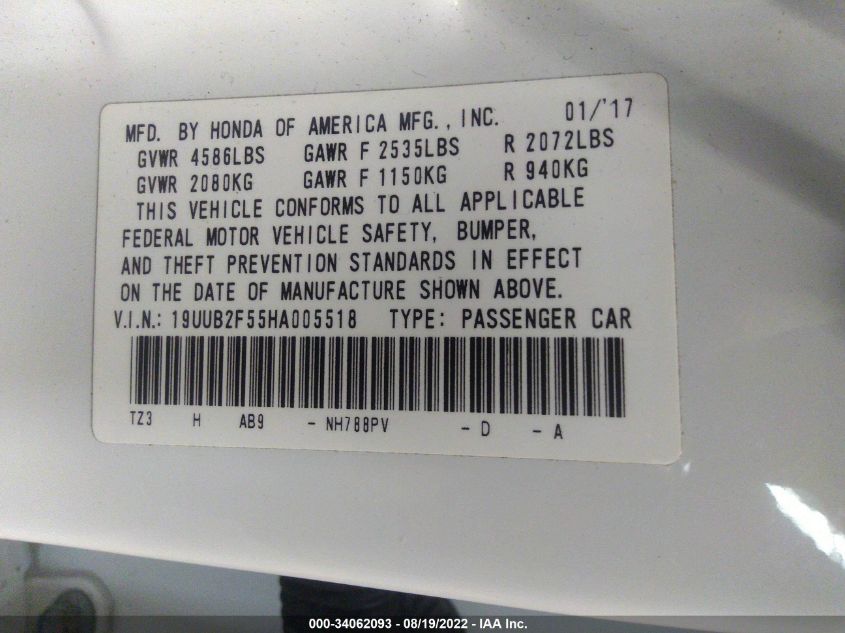 MFD. BY HONDA OF AMERICA MFG., INC. 01/'17
GVWR 4586LBS GAWR F 2535LBS R 2072LBS
GVWR 2080KG GAWR F 1150KG R 940KG
THIS VEHICLE CONFORMS TO ALL APPLICABLE
FEDERAL MOTOR VEHICLE SAFETY, BUMPER,
AND THEFT PREVENTION STANDARDS IN EFFECT
ON THE DATE OF MANUFACTURE SHOWN ABOVE.
V.I.N.: 19UUB2F55HA005518 TYPE: PASSENGER CAR
TZ3 H AB9 - NH788PV - D - A
000-34062093 - 08/19/2022 - IAA Inc.